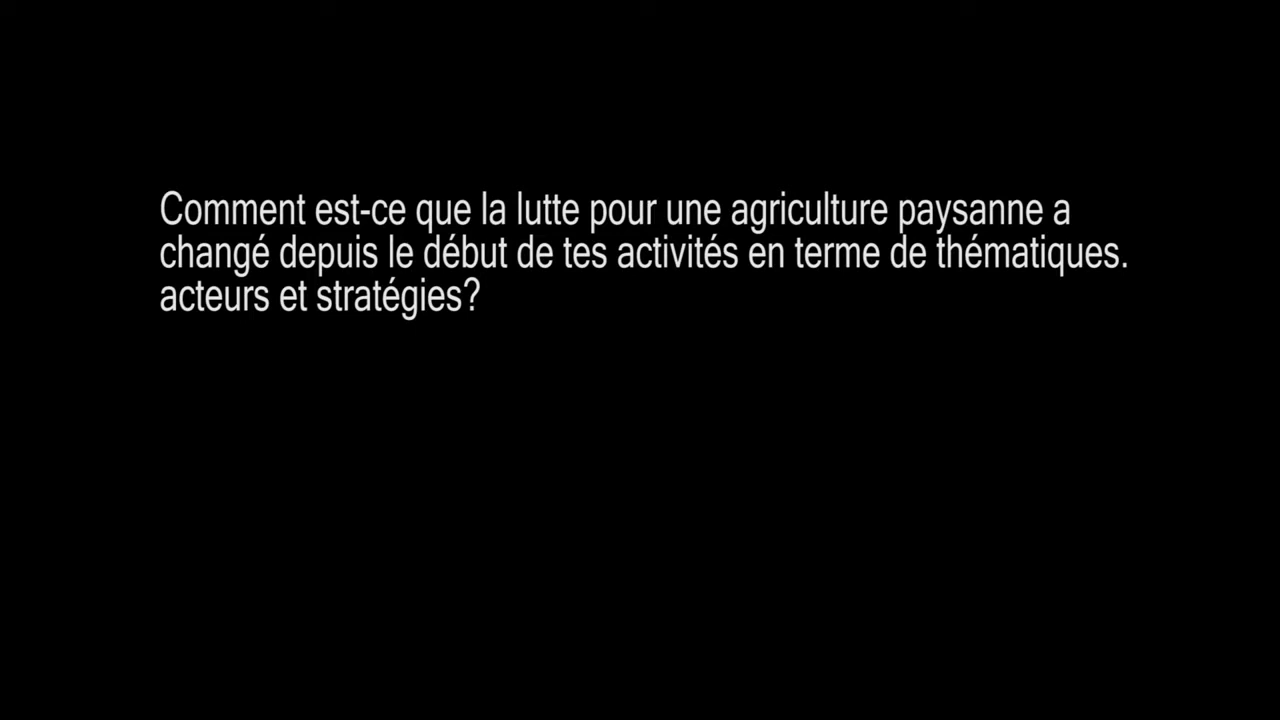 Comment est-ce que la lutte pour une agriculture paysanne a
changé depuis le début de tes activités en terme de thématiques.
acteurs et stratégies?